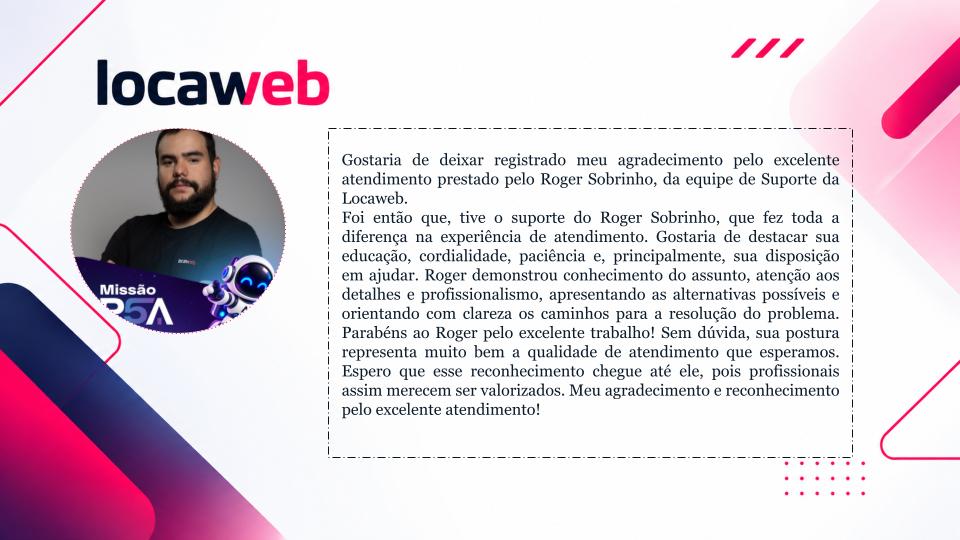 locaweb
Gostaria de deixar registrado meu agradecimento pelo excelente
atendimento prestado pelo Roger Sobrinho, da equipe de Suporte da
Locaweb.
Foi então que, tive o suporte do Roger Sobrinho, que fez toda a
diferença na experiência de atendimento. Gostaria de destacar sua
educação, cordialidade, paciência e, principalmente, sua disposição
em ajudar. Roger demonstrou conhecimento do assunto, atenção aos
detalhes e profissionalismo, apresentando as alternativas possíveis e
orientando com clareza os caminhos para a resolução do problema.
Parabéns ao Roger pelo excelente trabalho! Sem dúvida, sua postura
representa muito bem a qualidade de atendimento que esperamos.
Espero que esse reconhecimento chegue até ele, pois profissionais
assim merecem ser valorizados. Meu agradecimento e reconhecimento
pelo excelente atendimento!
locaweb
Missão